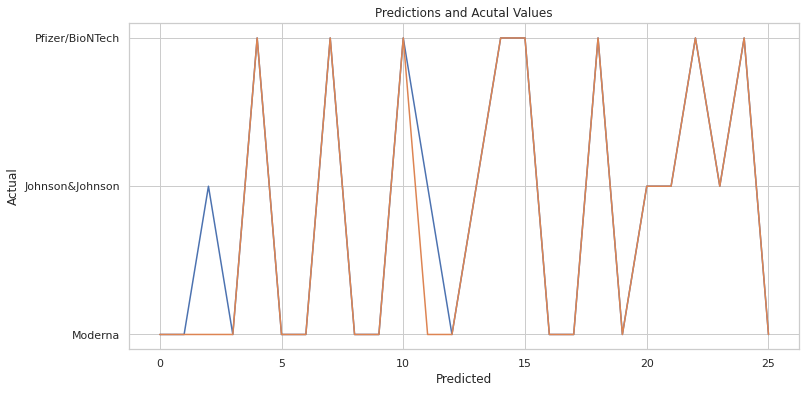 Predictions and Acutal Values
Pfizer/BioNTech
Johnson&Johnson
Moderna
Actual
0 5 10 15 20 25
Predicted